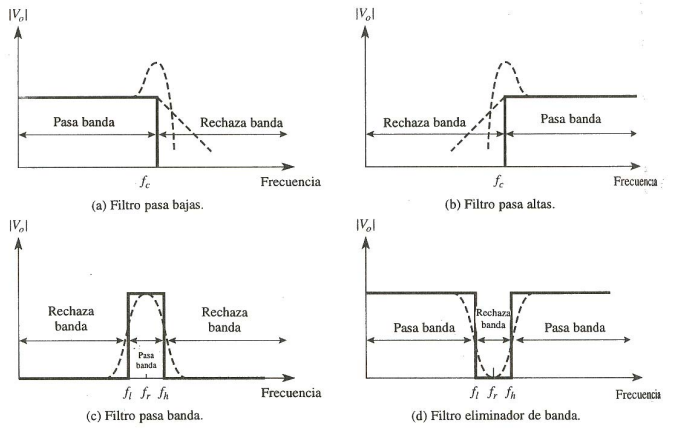 |Vo|
Pasa banda
Rechaza banda
fc
Frecuencia
(a) Filtro pasa bajas.
|Vo|
Rechaza banda
Pasa banda
fc
Frecuencia
(b) Filtro pasa altas.
|Vo|
Rechaza
banda
Rechaza
banda
Pasa
banda
fl fr fh
Frecuencia
(c) Filtro pasa banda.
|Vo|
Pasa banda
Rechaza
banda
Pasa banda
fl fr fh
Frecuencia
(d) Filtro eliminador de banda.